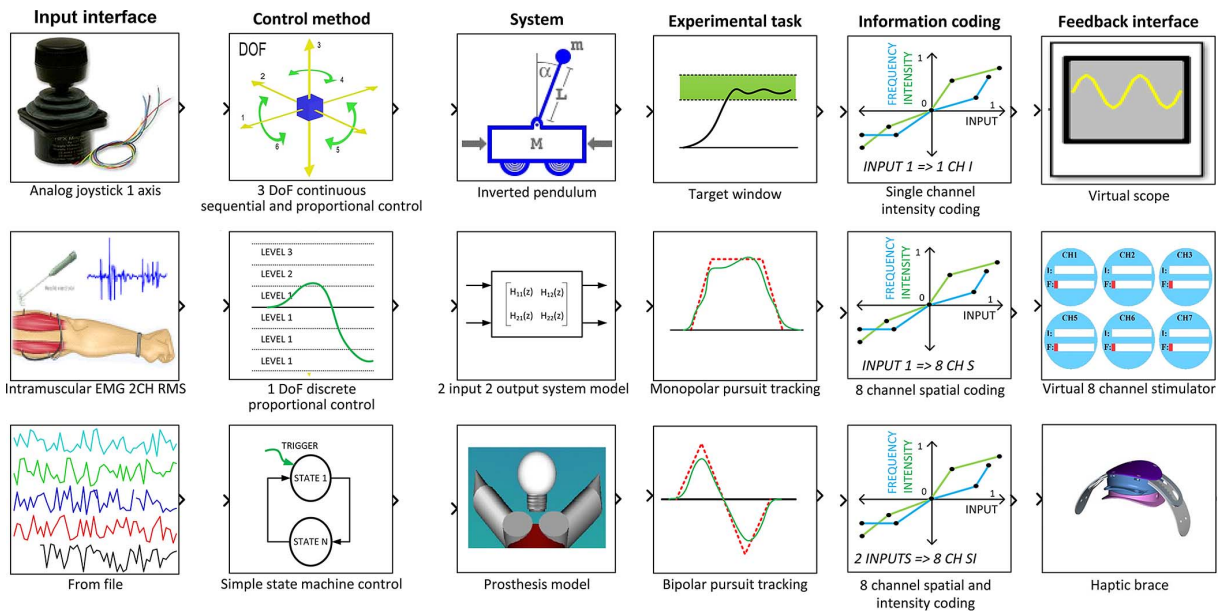 Input interface
Control method
System
Experimental task
Information coding
Feedback interface
DOF
3
2
4
1
6
5
m
α
L
M
FREQUENCY
INTENSITY
1
0
1
INPUT
INPUT 1 => 1 CH I
Analog joystick 1 axis
3 DoF continuous
sequential and proportional control
Inverted pendulum
Target window
Single channel
intensity coding
Virtual scope
LEVEL 3
LEVEL 2
LEVEL 1
LEVEL 1
LEVEL 1
LEVEL 1
H11(z) H12(z)
H21(z) H22(z)
FREQUENCY
INTENSITY
1
0
1
INPUT
INPUT 1 => 8 CH S
CH1
I:
F:
CH2
I:
F:
CH3
I:
F:
CH5
I:
F:
CH6
I:
F:
CH7
I:
F:
Intramuscular EMG 2CH RMS
1 DoF discrete
proportional control
2 input 2 output system model
Monopolar pursuit tracking
8 channel spatial coding
Virtual 8 channel stimulator
TRIGGER
STATE 1
STATE N
FREQUENCY
INTENSITY
1
0
1
INPUT
2 INPUTS => 8 CH SI
From file
Simple state machine control
Prosthesis model
Bipolar pursuit tracking
8 channel spatial and
intensity coding
Haptic brace